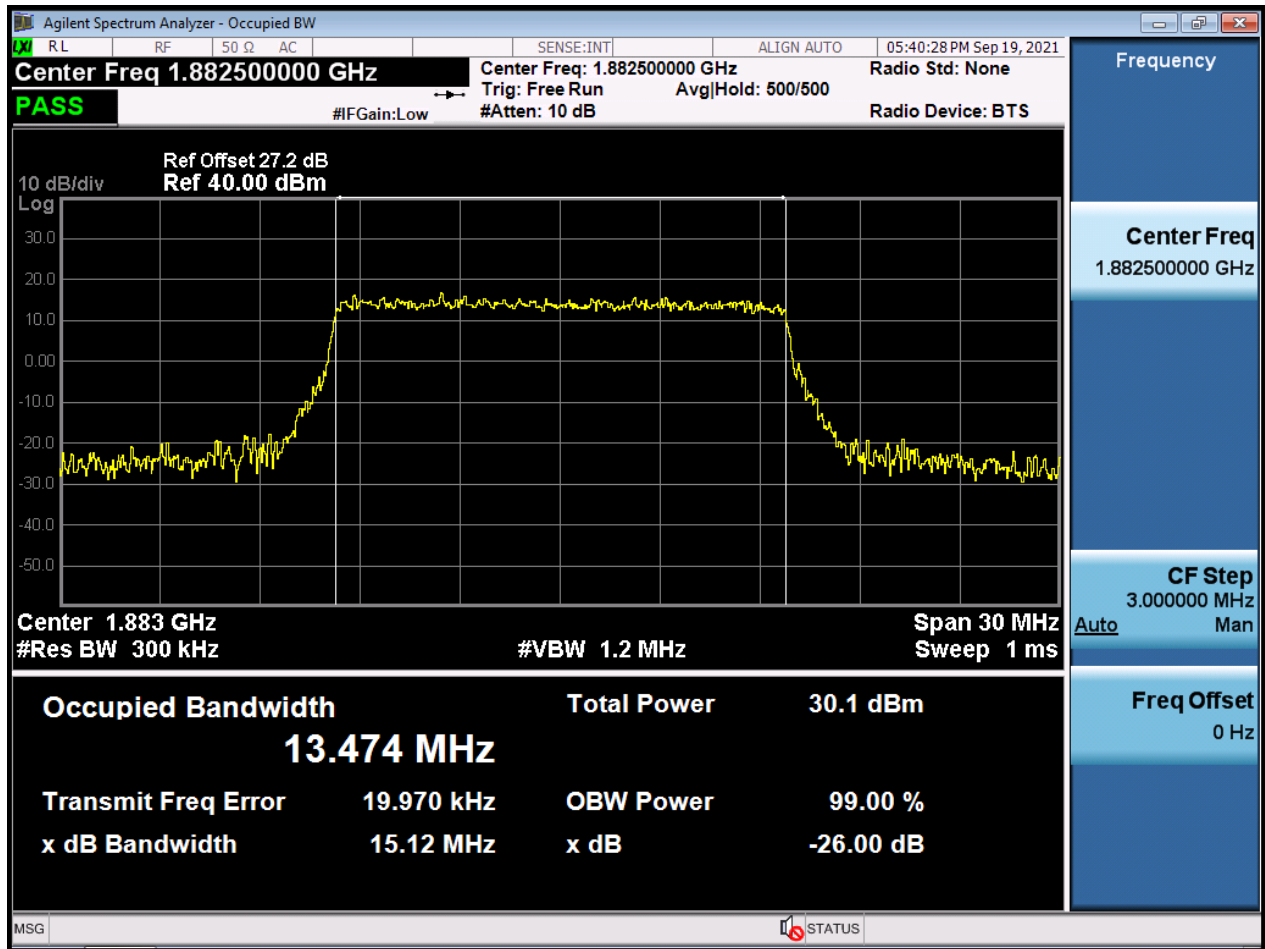 Agilent Spectrum Analyzer - Occupied BW
LXI RL RF 50 Ω AC SENSE:INT ALIGN AUTO 05:40:28 PM Sep 19, 2021
Center Freq 1.882500000 GHz
Center Freq: 1.882500000 GHz Radio Std: None
Trig: Free Run Avg|Hold: 500/500
PASS
#IFGain:Low #Atten: 10 dB Radio Device: BTS
Ref Offset 27.2 dB
10 dB/div Ref 40.00 dBm
Log
30.0
20.0
10.0
0.00
-10.0
-20.0
-30.0
-40.0
-50.0
Center 1.883 GHz Span 30 MHz
#Res BW 300 kHz #VBW 1.2 MHz Sweep 1 ms
Occupied Bandwidth Total Power 30.1 dBm
13.474 MHz
Transmit Freq Error 19.970 kHz OBW Power 99.00 %
x dB Bandwidth 15.12 MHz x dB -26.00 dB
Frequency
Center Freq
1.882500000 GHz
CF Step
3.000000 MHz
Auto Man
Freq Offset
0 Hz
MSG STATUS